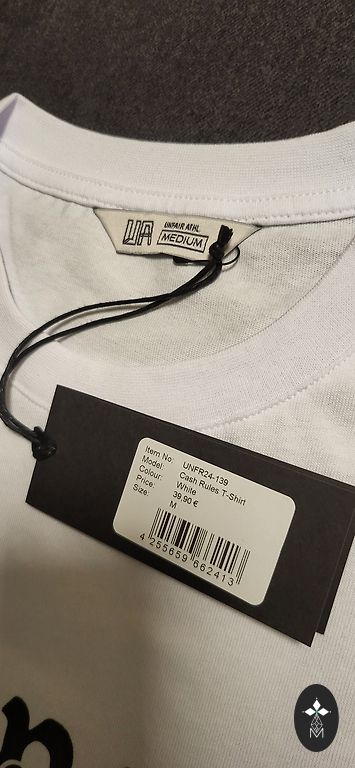 UA
UNFAIR ATHL
MEDIUM
Item No: UNFR24-139
Model: Cash Rules T-Shirt
Colour: White
Price: 39,90 €
Size: M
4 255659 662413
M